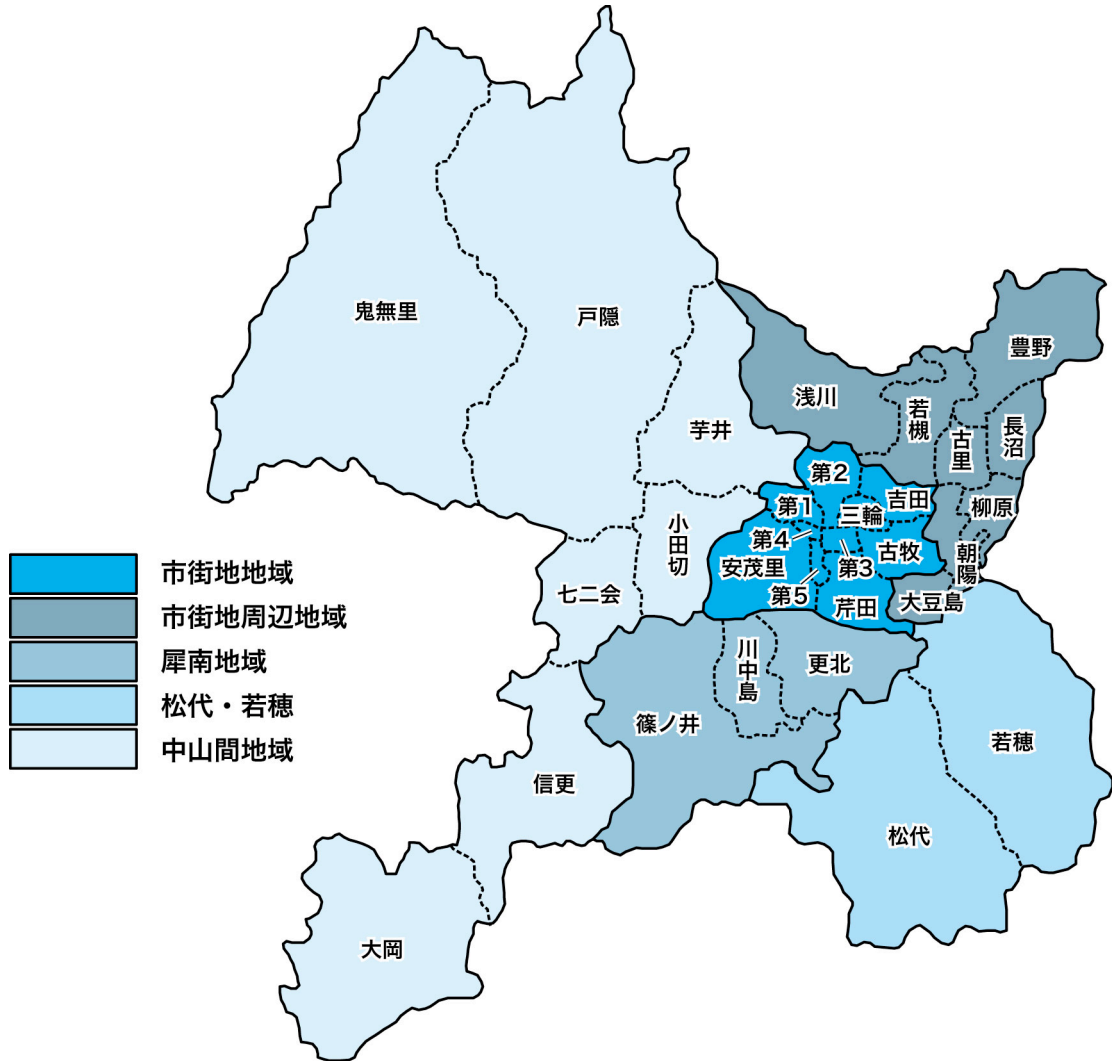 鬼無里
戸隠
豊野
浅川
若槻
長沼
芋井
古里
第2
吉田
柳原
第1
三輪
小田切
第4
古牧
朝陽
安茂里
第3
七二会
第5
大豆島
芹田
川中島
更北
篠ノ井
若穂
信更
松代
大岡
市街地地域
市街地周辺地域
犀南地域
松代・若穂
中山間地域